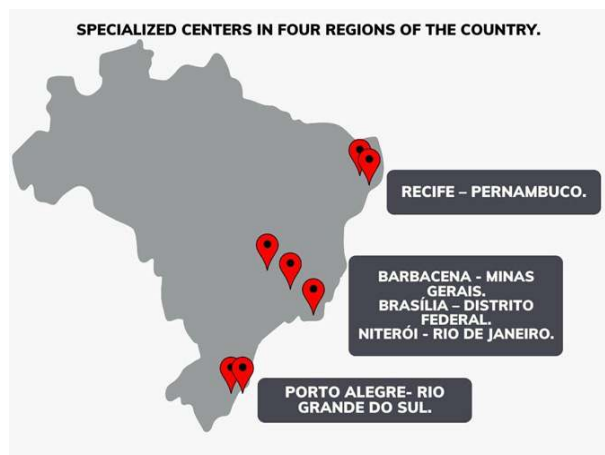 SPECIALIZED CENTERS IN FOUR REGIONS OF THE COUNTRY.
RECIFE – PERNAMBUCO.
BARBACENA - MINAS
GERAIS.
BRASÍLIA – DISTRITO
FEDERAL.
NITERÓI - RIO DE JANEIRO.
PORTO ALEGRE- RIO
GRANDE DO SUL.